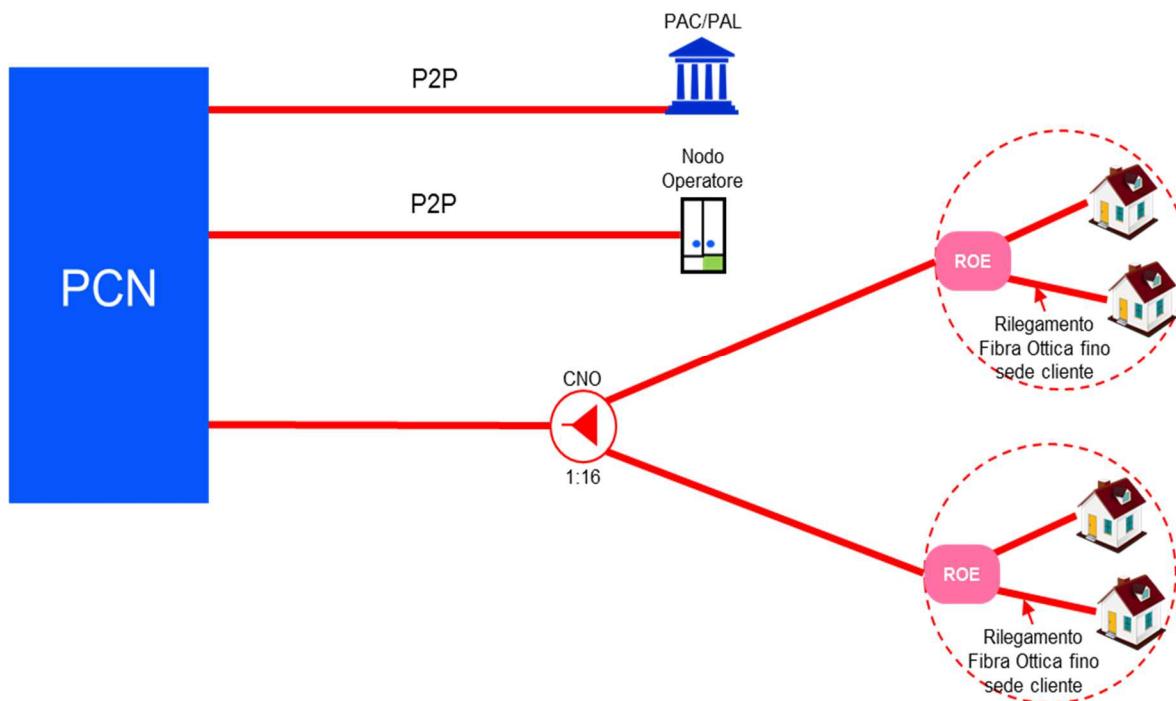 PAC/PAL
P2P
Nodo
Operatore
P2P
PCN
ROE
Rilegamento
Fibra Ottica fino
sede cliente
CNO
1:16
ROE
Rilegamento
Fibra Ottica fino
sede cliente